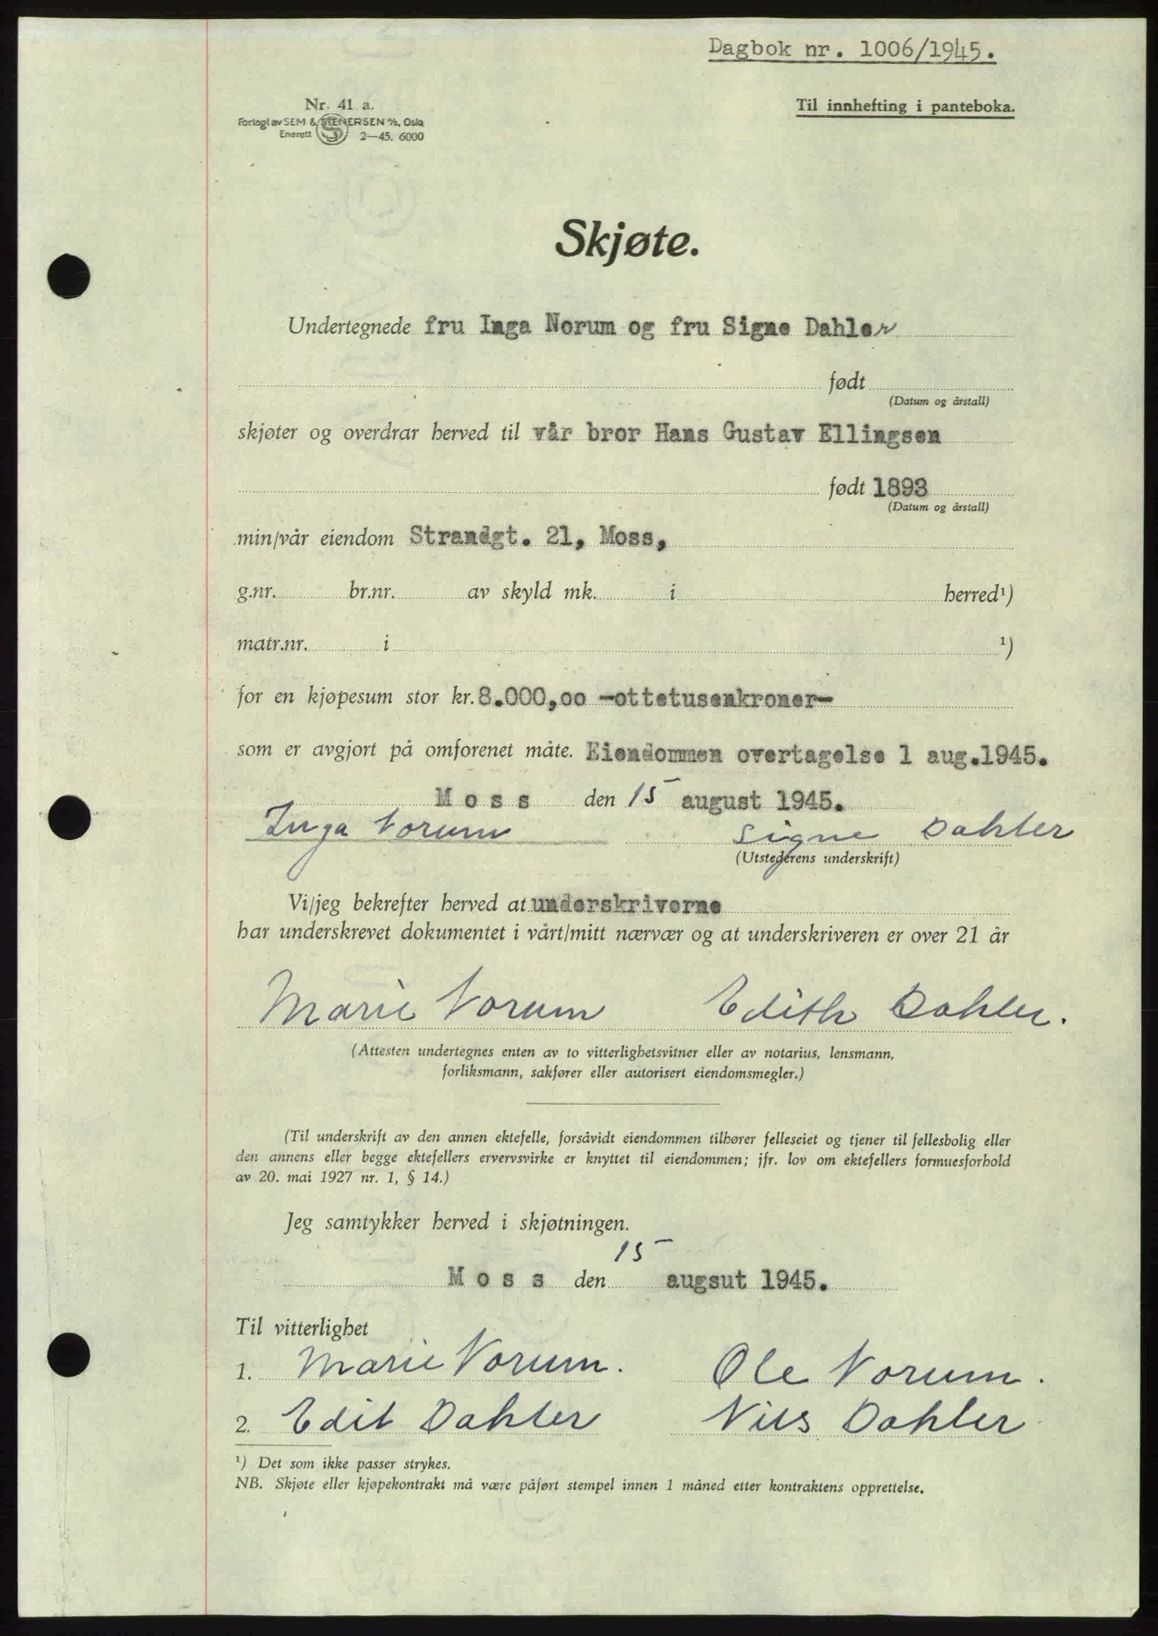 Dagbok nr. 1006/1945.
Nr. 41 a.
Forlagt av SEM & STENERSEN A/S, Oslo
Enerett S 2—45. 6000
Til innhefting i panteboka.
Skjøte.
Undertegnede fru Inga Norum og fru Signe Dahler
født
(Datum og årstall)
skjøter og overdrar herved til vår bror Hans Gustav Ellingsen
født 1893
(Datum og årstall)
min/vår eiendom Strandgt. 21, Moss,
g.nr. br.nr. av skyld mk. i herred¹)
matr.nr. i ¹)
for en kjøpesum stor kr. 8.000,oo -ottetusenkroner-
som er avgjort på omforenet måte. Eiendommen overtagelse 1 aug.1945.
Moss den 15 august 1945.
Inga Norum Signe Dahler
(Utstederens underskrift)
Vi/jeg bekrefter herved at underskriverne
har underskrevet dokumentet i vårt/mitt nærvær og at underskriveren er over 21 år
Marie Norum Edith Dahler.
(Attesten undertegnes enten av to vitterlighetsvitner eller av notarius, lensmann,
forliksmann, sakfører eller autorisert eiendomsmegler.)
(Til underskrift av den annen ektefelle, forsåvidt eiendommen tilhører felleseiet og tjener til fellesbolig eller
den annens eller begge ektefellers ervervsvirke er knyttet til eiendommen; jfr. lov om ektefellers formuesforhold
av 20. mai 1927 nr. 1, § 14.)
Jeg samtykker herved i skjøtningen.
Moss den 15 augsut 1945.
Til vitterlighet
1. Marie Norum. Ole Norum.
2. Edit Dahler Nils Dahler
¹) Det som ikke passer strykes.
NB. Skjøte eller kjøpekontrakt må være påført stempel innen 1 måned etter kontraktens opprettelse.